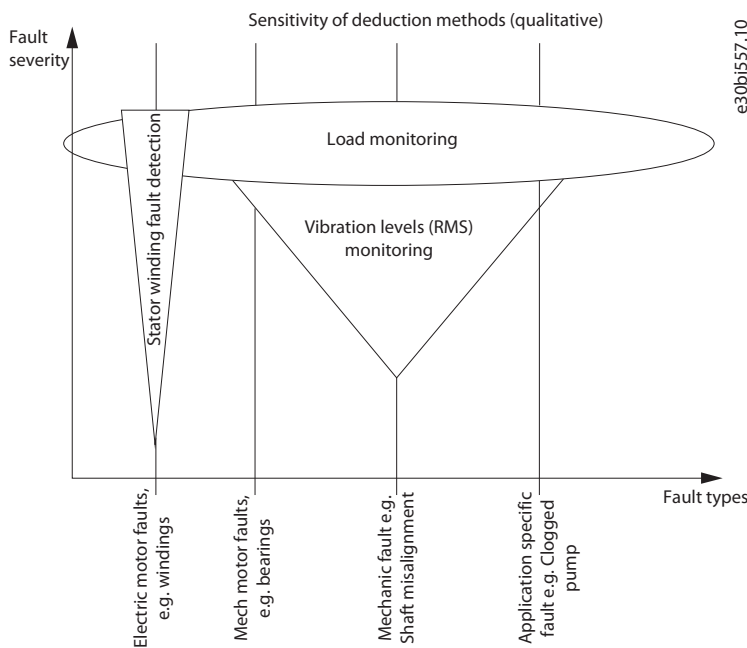 Sensitivity of deduction methods (qualitative)
Fault
severity
e30bi557.10
Load monitoring
Stator winding fault detection
Vibration levels (RMS)
monitoring
Fault types
Electric motor faults,
e.g. windings
Mech motor faults,
e.g. bearings
Mechanic fault e.g.
Shaft misalignment
Application specific
fault e.g. Clogged
pump